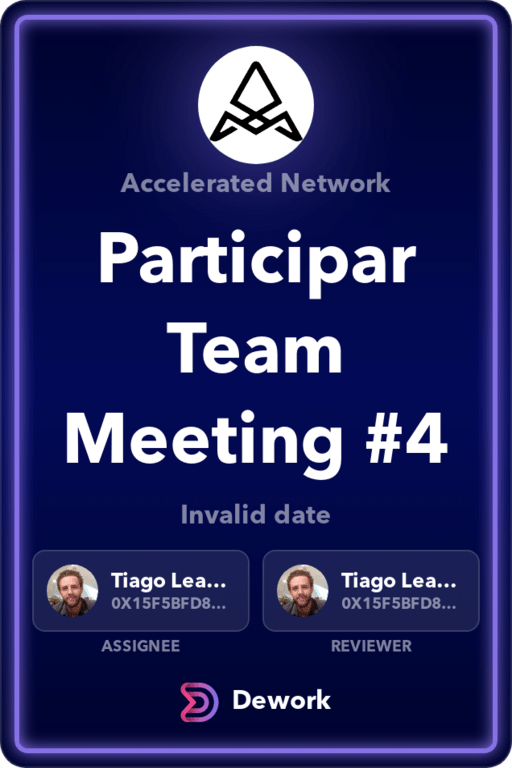 Accelerated Network
Participar
Team
Meeting #4
Invalid date
Tiago Lea...
0X15F5BFD8...
Tiago Lea...
0X15F5BFD8...
ASSIGNEE
REVIEWER
Dework